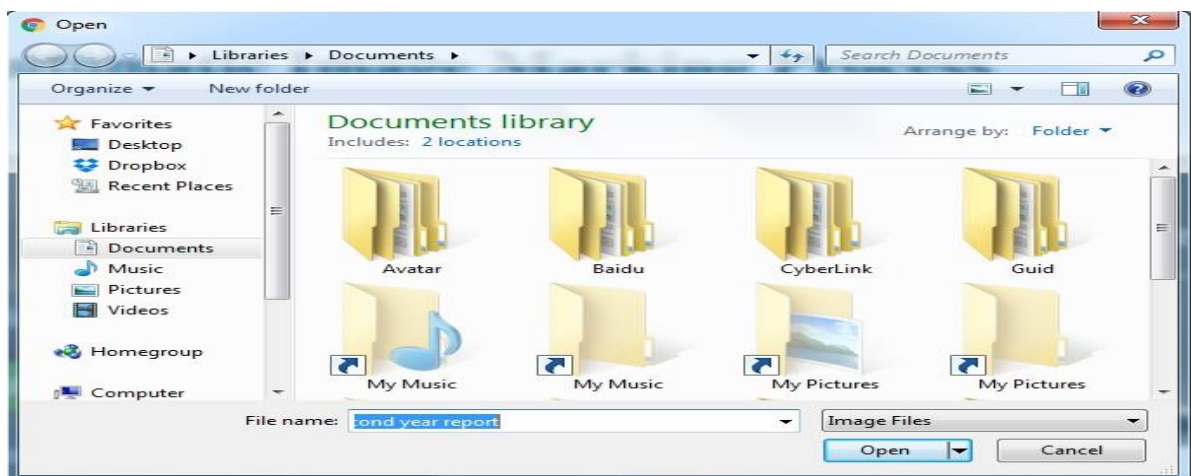 Open
Libraries Documents
Search Documents
Organize
New folder
Favorites
Desktop
Dropbox
Recent Places
Libraries
Documents
Music
Pictures
Videos
Homegroup
Computer
Documents library
Includes: 2 locations
Arrange by: Folder
Avatar
Baidu
CyberLink
Guid
My Music
My Music
My Pictures
My Pictures
File name: cond year report
Image Files
Open
Cancel